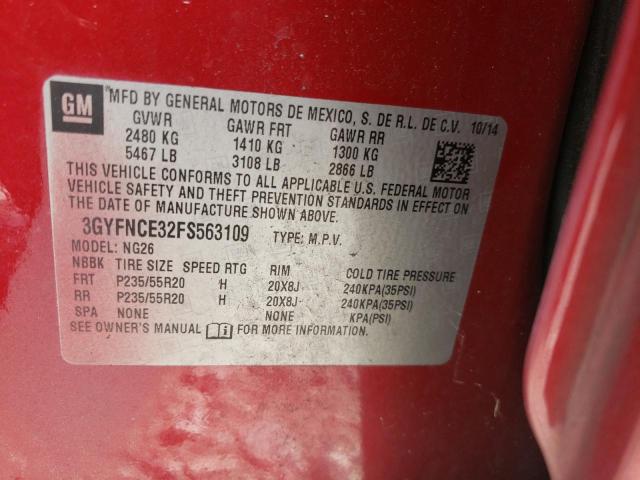 GM MFD BY GENERAL MOTORS DE MEXICO, S. DE R.L. DE C.V. 10/14
GVWR GAWR FRT GAWR RR
2480 KG 1410 KG 1300 KG
5467 LB 3108 LB 2866 LB
THIS VEHICLE CONFORMS TO ALL APPLICABLE U.S. FEDERAL MOTOR
VEHICLE SAFETY AND THEFT PREVENTION STANDARDS IN EFFECT ON
THE DATE OF MANUFACTURE SHOWN ABOVE.
3GYFNCE32FS563109 TYPE: M.P.V.
MODEL: NG26
NBBK TIRE SIZE SPEED RTG RIM COLD TIRE PRESSURE
FRT P235/55R20 H 20X8J 240KPA(35PSI)
RR P235/55R20 H 20X8J 240KPA(35PSI)
SPA NONE NONE KPA(PSI)
SEE OWNER'S MANUAL FOR MORE INFORMATION.